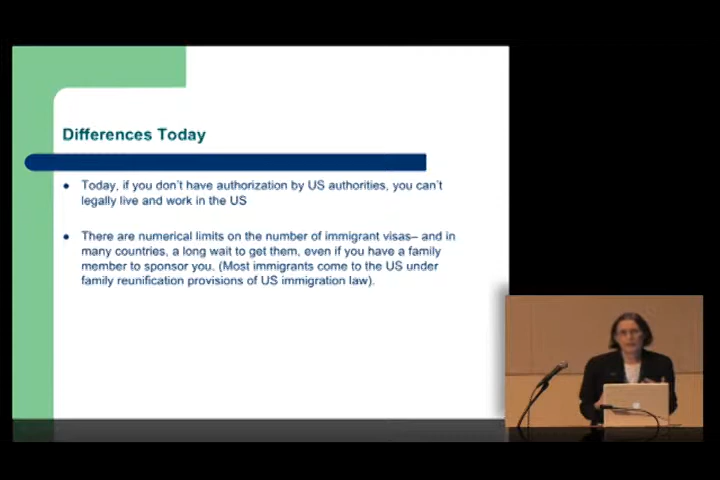 Differences Today
Today, if you don't have authorization by US authorities, you can't
legally live and work in the US
There are numerical limits on the number of immigrant visas– and in
many countries, a long wait to get them, even if you have a family
member to sponsor you. (Most immigrants come to the US under
family reunification provisions of US immigration law).